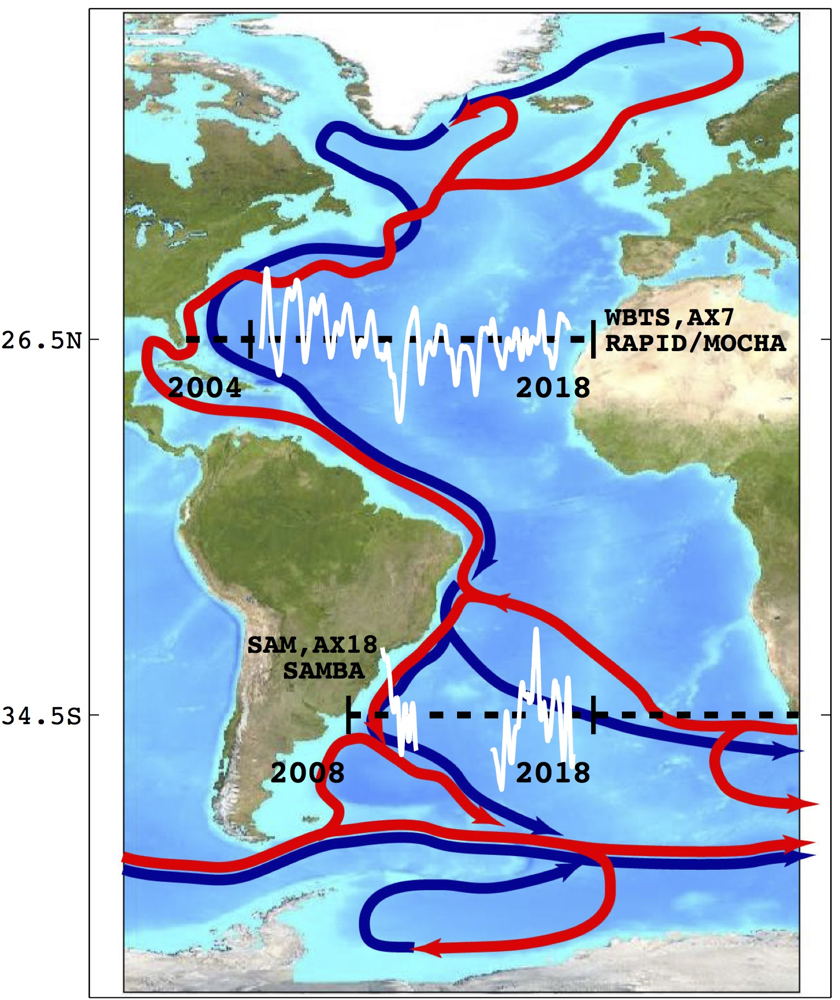 WBTS,AX7
26.5N
RAPID/MOCHA
2004
2018
SAM,AX18
SAMBA
34.5S
2008
2018